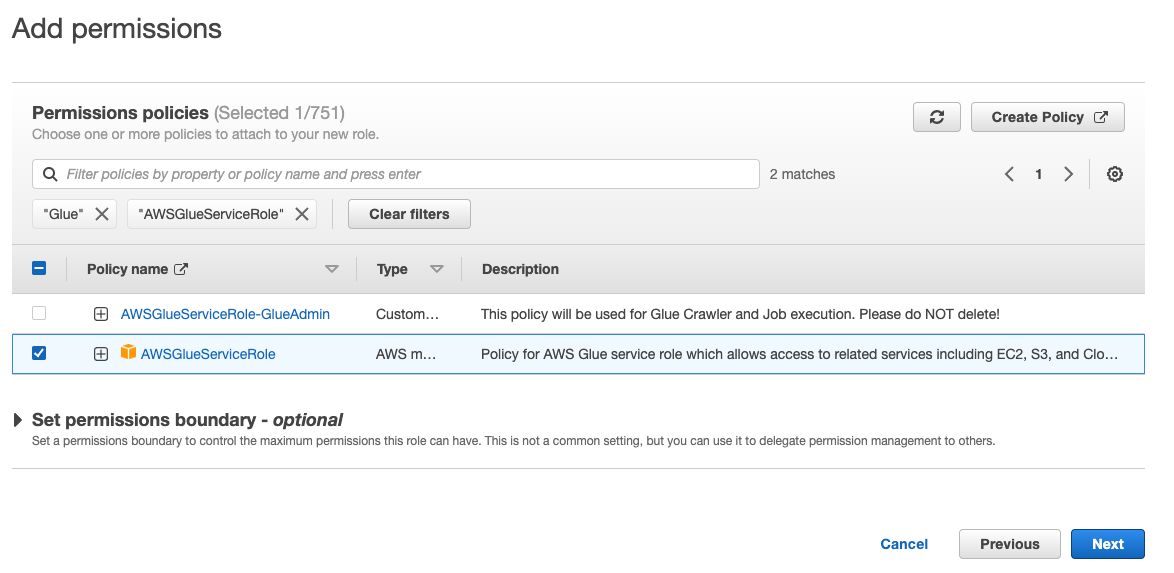 Add permissions
Permissions policies (Selected 1/751)
Choose one or more policies to attach to your new role.
Create Policy
Filter policies by property or policy name and press enter
2 matches
1
"Glue"
"AWSGlueServiceRole"
Clear filters
Policy name
Type
Description
AWSGlueServiceRole-GlueAdmin Custom... This policy will be used for Glue Crawler and Job execution. Please do NOT delete!
AWSGlueServiceRole AWS m... Policy for AWS Glue service role which allows access to related services including EC2, S3, and Clo...
Set permissions boundary - optional
Set a permissions boundary to control the maximum permissions this role can have. This is not a common setting, but you can use it to delegate permission management to others.
Cancel
Previous
Next